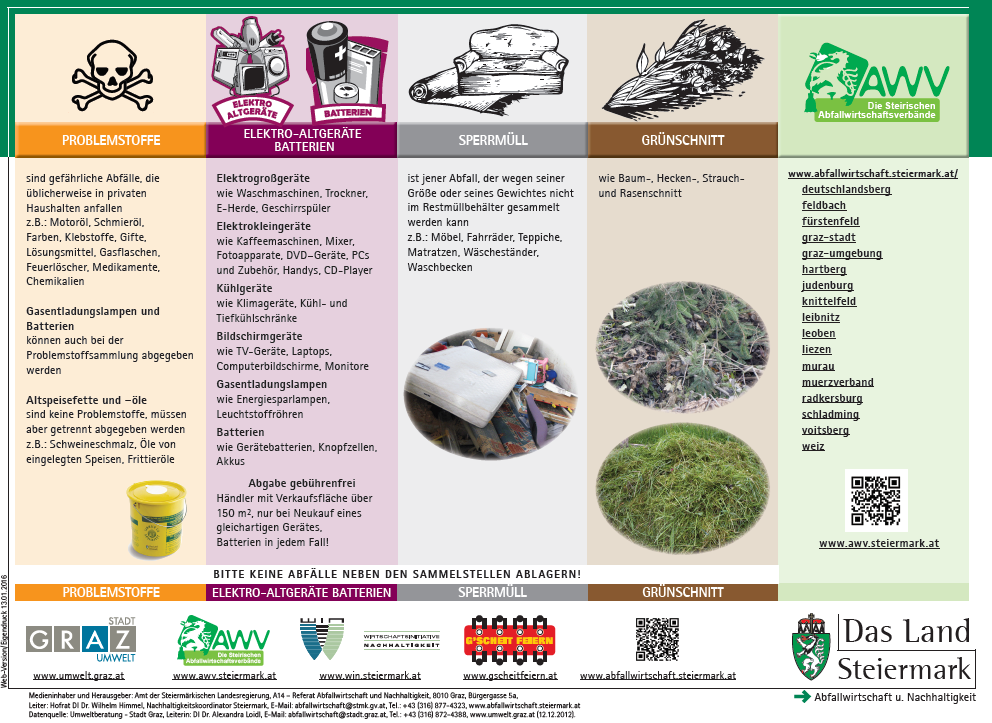 ELEKTRO
ALTGERÄTE
BATTERIEN
AWV
Die Steirischen
Abfallwirtschaftsverbände
PROBLEMSTOFFE
ELEKTRO-ALTGERÄTE
BATTERIEN
SPERRMÜLL
GRÜNSCHNITT
sind gefährliche Abfälle, die
üblicherweise in privaten
Haushalten anfallen
z.B.: Motoröl, Schmieröl,
Farben, Klebstoffe, Gifte,
Lösungsmittel, Gasflaschen,
Feuerlöscher, Medikamente,
Chemikalien
Gasentladungslampen und
Batterien
können auch bei der
Problemstoffsammlung abgegeben
werden
Altspeisefette und –öle
sind keine Problemstoffe, müssen
aber getrennt abgegeben werden
z.B.: Schweineschmalz, Öle von
eingelegten Speisen, Frittieröle
Elektrogroßgeräte
wie Waschmaschinen, Trockner,
E-Herde, Geschirrspüler
Elektrokleingeräte
wie Kaffeemaschinen, Mixer,
Fotoapparate, DVD–Geräte, PCs
und Zubehör, Handys, CD-Player
Kühlgeräte
wie Klimageräte, Kühl- und
Tiefkühlschränke
Bildschirmgeräte
wie TV-Geräte, Laptops,
Computerbildschirme, Monitore
Gasentladungslampen
wie Energiesparlampen,
Leuchtstoffröhren
Batterien
wie Gerätebatterien, Knopfzellen,
Akkus
Abgabe gebührenfrei
Händler mit Verkaufsfläche über
150 m², nur bei Neukauf eines
gleichartigen Gerätes,
Batterien in jedem Fall!
ist jener Abfall, der wegen seiner
Größe oder seines Gewichtes nicht
im Restmüllbehälter gesammelt
werden kann
z.B.: Möbel, Fahrräder, Teppiche,
Matratzen, Wäscheständer,
Waschbecken
wie Baum-, Hecken-, Strauch-
und Rasenschnitt
www.abfallwirtschaft.steiermark.at/
deutschlandsberg
feldbach
fürstenfeld
graz-stadt
graz-umgebung
hartberg
judenburg
knittelfeld
leibnitz
leoben
liezen
murau
muerzverband
radkersburg
schladming
voitsberg
weiz
www.awv.steiermark.at
BITTE KEINE ABFÄLLE NEBEN DEN SAMMELSTELLEN ABLAGERN!
PROBLEMSTOFFE
ELEKTRO-ALTGERÄTE BATTERIEN
SPERRMÜLL
GRÜNSCHNITT
Web-Version/Eigendruck 13.01.2016
STADT
GRAZ
UMWELT
www.umwelt.graz.at
AWV
Die Steirischen
Abfallwirtschaftsverbände
www.awv.steiermark.at
WIRTSCHAFTSINITIATIVE
NACHHALTIGKEIT
www.win.steiermark.at
G'SCHEIT FEIERN
www.gscheitfeiern.at
www.abfallwirtschaft.steiermark.at
Das Land
Steiermark
Abfallwirtschaft u. Nachhaltigkeit
Medieninhaber und Herausgeber: Amt der Steiermärkischen Landesregierung, A14 – Referat Abfallwirtschaft und Nachhaltigkeit, 8010 Graz, Bürgergasse 5a,
Leiter: Hofrat DI Dr. Wilhelm Himmel, Nachhaltigkeitskoordinator Steiermark, E-Mail: abfallwirtschaft@stmk.gv.at, Tel.: +43 (316) 877-4323, www.abfallwirtschaft.steiermark.at
Datenquelle: Umweltberatung - Stadt Graz, Leiterin: DI Dr. Alexandra Loidl, E-Mail: abfallwirtschaft@stadt.graz.at, Tel.: +43 (316) 872-4388, www.umwelt.graz.at (12.12.2012).